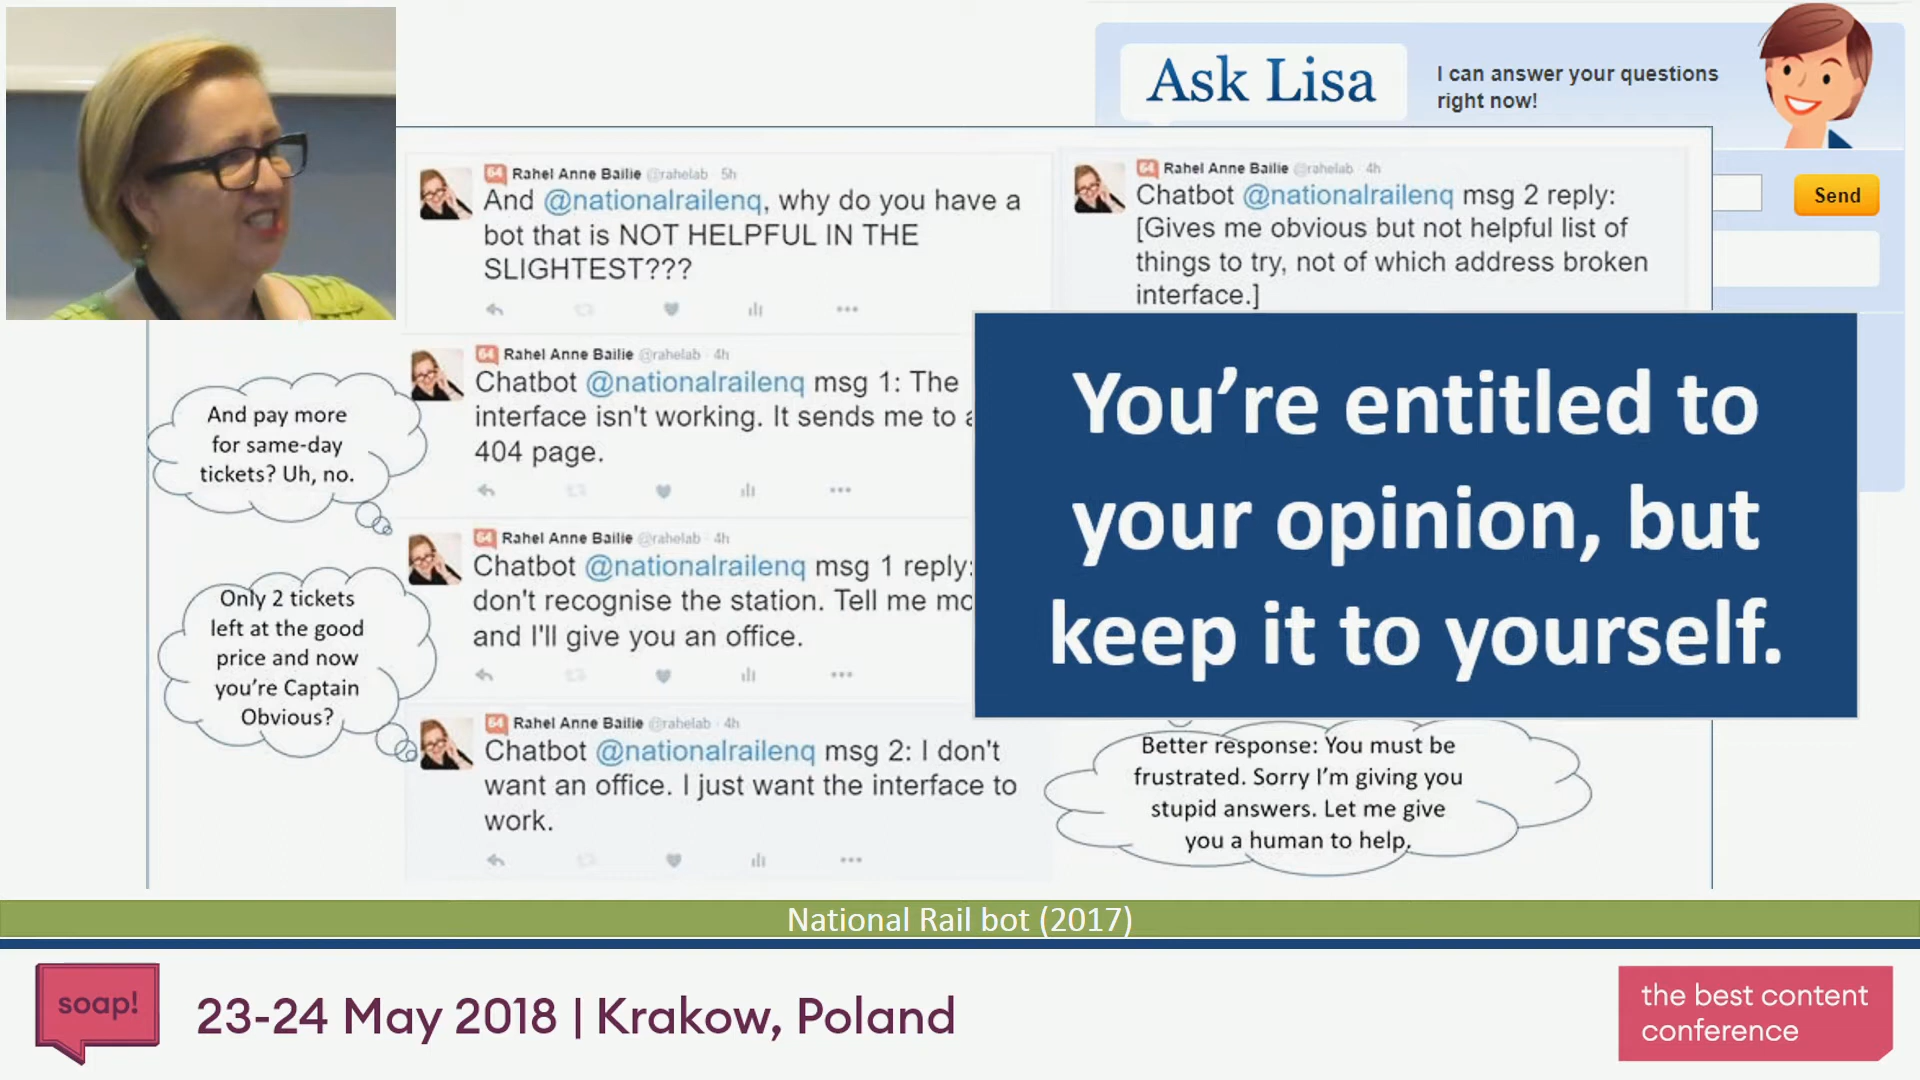 Ask Lisa
I can answer your questions
right now!
Send
Rahel Anne Bailie @rahelab · 5h
And @nationalrailenq, why do you have a
bot that is NOT HELPFUL IN THE
SLIGHTEST???
Rahel Anne Bailie @rahelab · 4h
Chatbot @nationalrailenq msg 1: The
interface isn't working. It sends me to a
404 page.
Rahel Anne Bailie @rahelab · 4h
Chatbot @nationalrailenq msg 1 reply:
don't recognise the station. Tell me
and I'll give you an office.
Rahel Anne Bailie @rahelab · 4h
Chatbot @nationalrailenq msg 2: I don't
want an office. I just want the interface to
work.
Rahel Anne Bailie @rahelab · 4h
Chatbot @nationalrailenq msg 2 reply:
[Gives me obvious but not helpful list of
things to try, not of which address broken
interface.]
And pay more
for same-day
tickets? Uh, no.
Only 2 tickets
left at the good
price and now
you're Captain
Obvious?
You're entitled to
your opinion, but
keep it to yourself.
Better response: You must be
frustrated. Sorry I'm giving you
stupid answers. Let me give
you a human to help.
National Rail bot (2017)
soap!
23-24 May 2018 | Krakow, Poland
the best content
conference